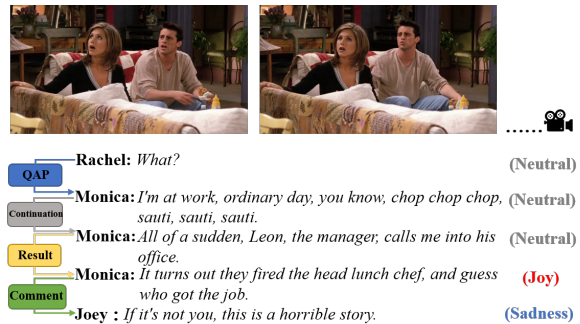 ......
Rachel: What?
(Neutral)
QAP
Monica: I'm at work, ordinary day, you know, chop chop chop,
sauti, sauti, sauti.
(Neutral)
Continuation
Monica: All of a sudden, Leon, the manager, calls me into his
office.
(Neutral)
Result
Monica: It turns out they fired the head lunch chef, and guess
who got the job.
(Joy)
Comment
Joey : If it's not you, this is a horrible story.
(Sadness)